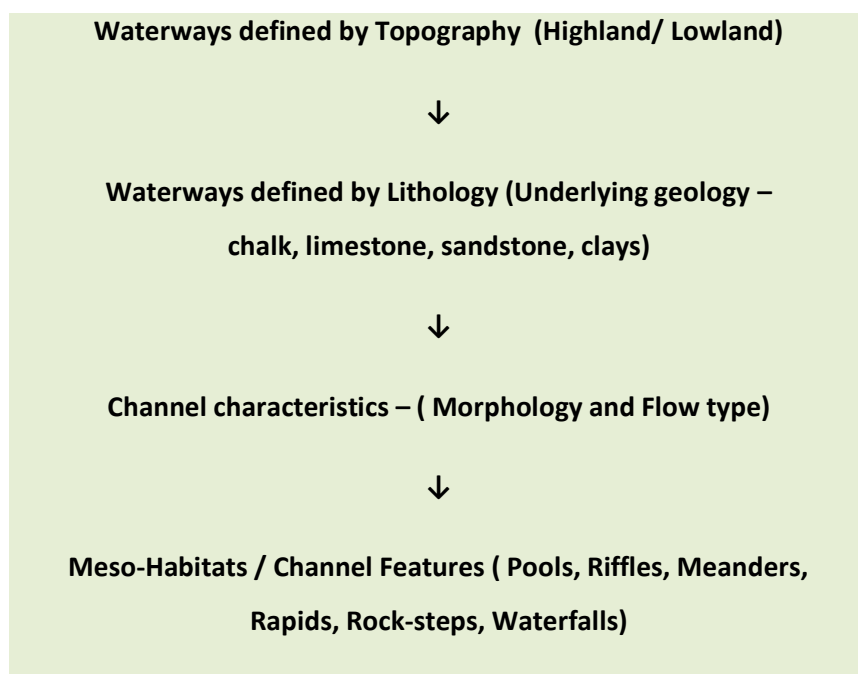 Waterways defined by Topography  (Highland/ Lowland)
↓
Waterways defined by Lithology (Underlying geology –
chalk, limestone, sandstone, clays)
↓
Channel characteristics – ( Morphology and Flow type)
↓
Meso-Habitats / Channel Features ( Pools, Riffles, Meanders,
Rapids, Rock-steps, Waterfalls)